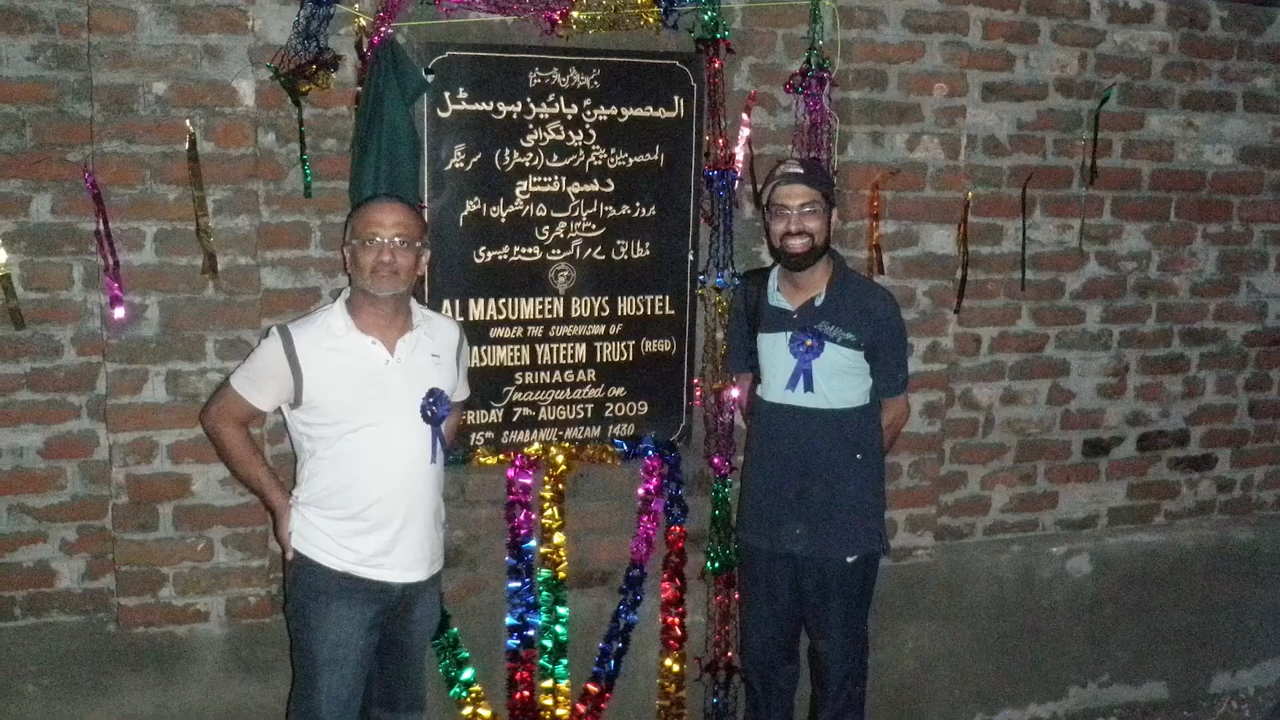 بسم اللہ الرحمٰن الرحیم
المعصومینؑ بائیز ہوسٹل
زیر نگرانی
المعصومینؑ یتیم ٹرسٹ (رجسٹرڈ) سرینگر
رسم افتتاح
بروز جمعۃ المبارک ۱۵؍ شعبان المعظم
۱۴۳۰ ھجری
مطابق ۷؍ اگست ۲۰۰۹ عیسوی
AL MASUMEEN BOYS HOSTEL
UNDER THE SUPERVISION OF
MASUMEEN YATEEM TRUST (REGD)
SRINAGAR
Inaugurated on
FRIDAY 7th. AUGUST 2009
15th SHABANUL-NAZAM 1430